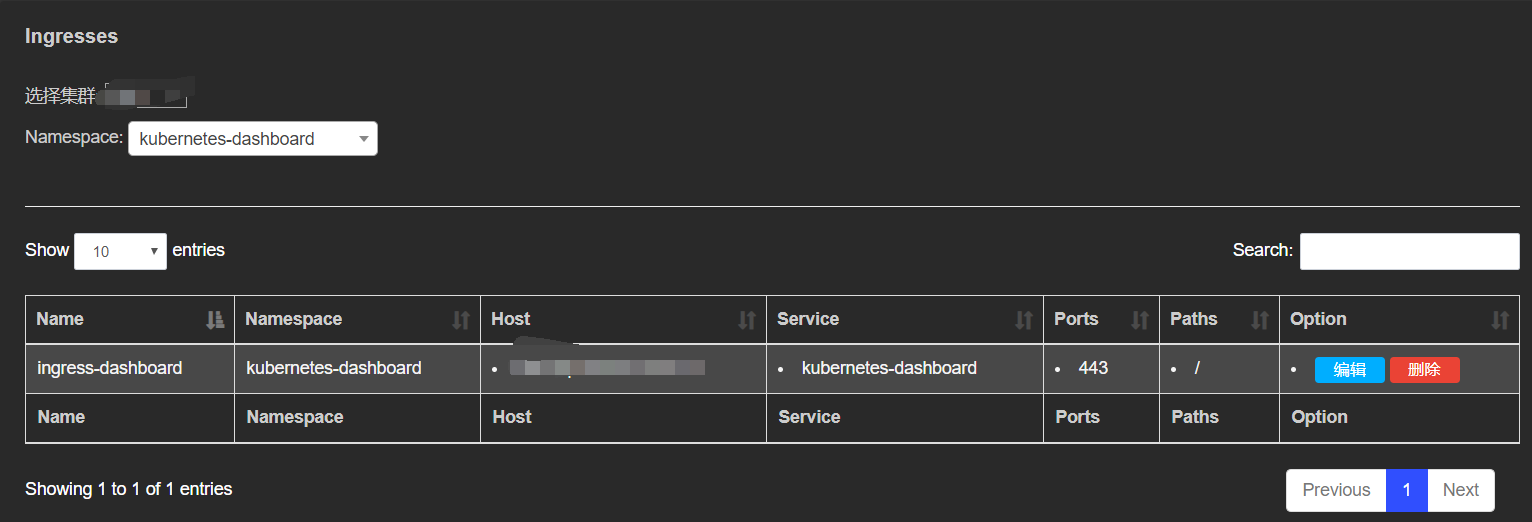 Ingresses
选择集群
Namespace: kubernetes-dashboard
Show 10 entries Search:
Name Namespace Host Service Ports Paths Option
ingress-dashboard kubernetes-dashboard kubernetes-dashboard 443 / 编辑 删除
Name Namespace Host Service Ports Paths Option
Showing 1 to 1 of 1 entries Previous 1 Next